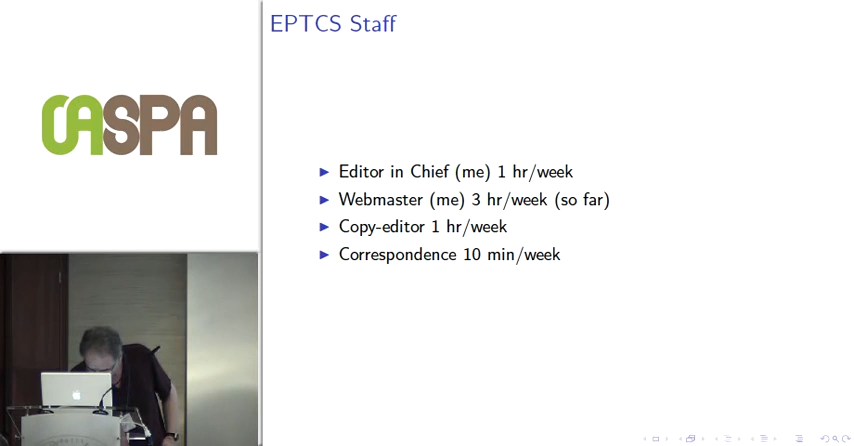 EPTCS Staff
OASPA
Editor in Chief (me) 1 hr/week
Webmaster (me) 3 hr/week (so far)
Copy-editor 1 hr/week
Correspondence 10 min/week